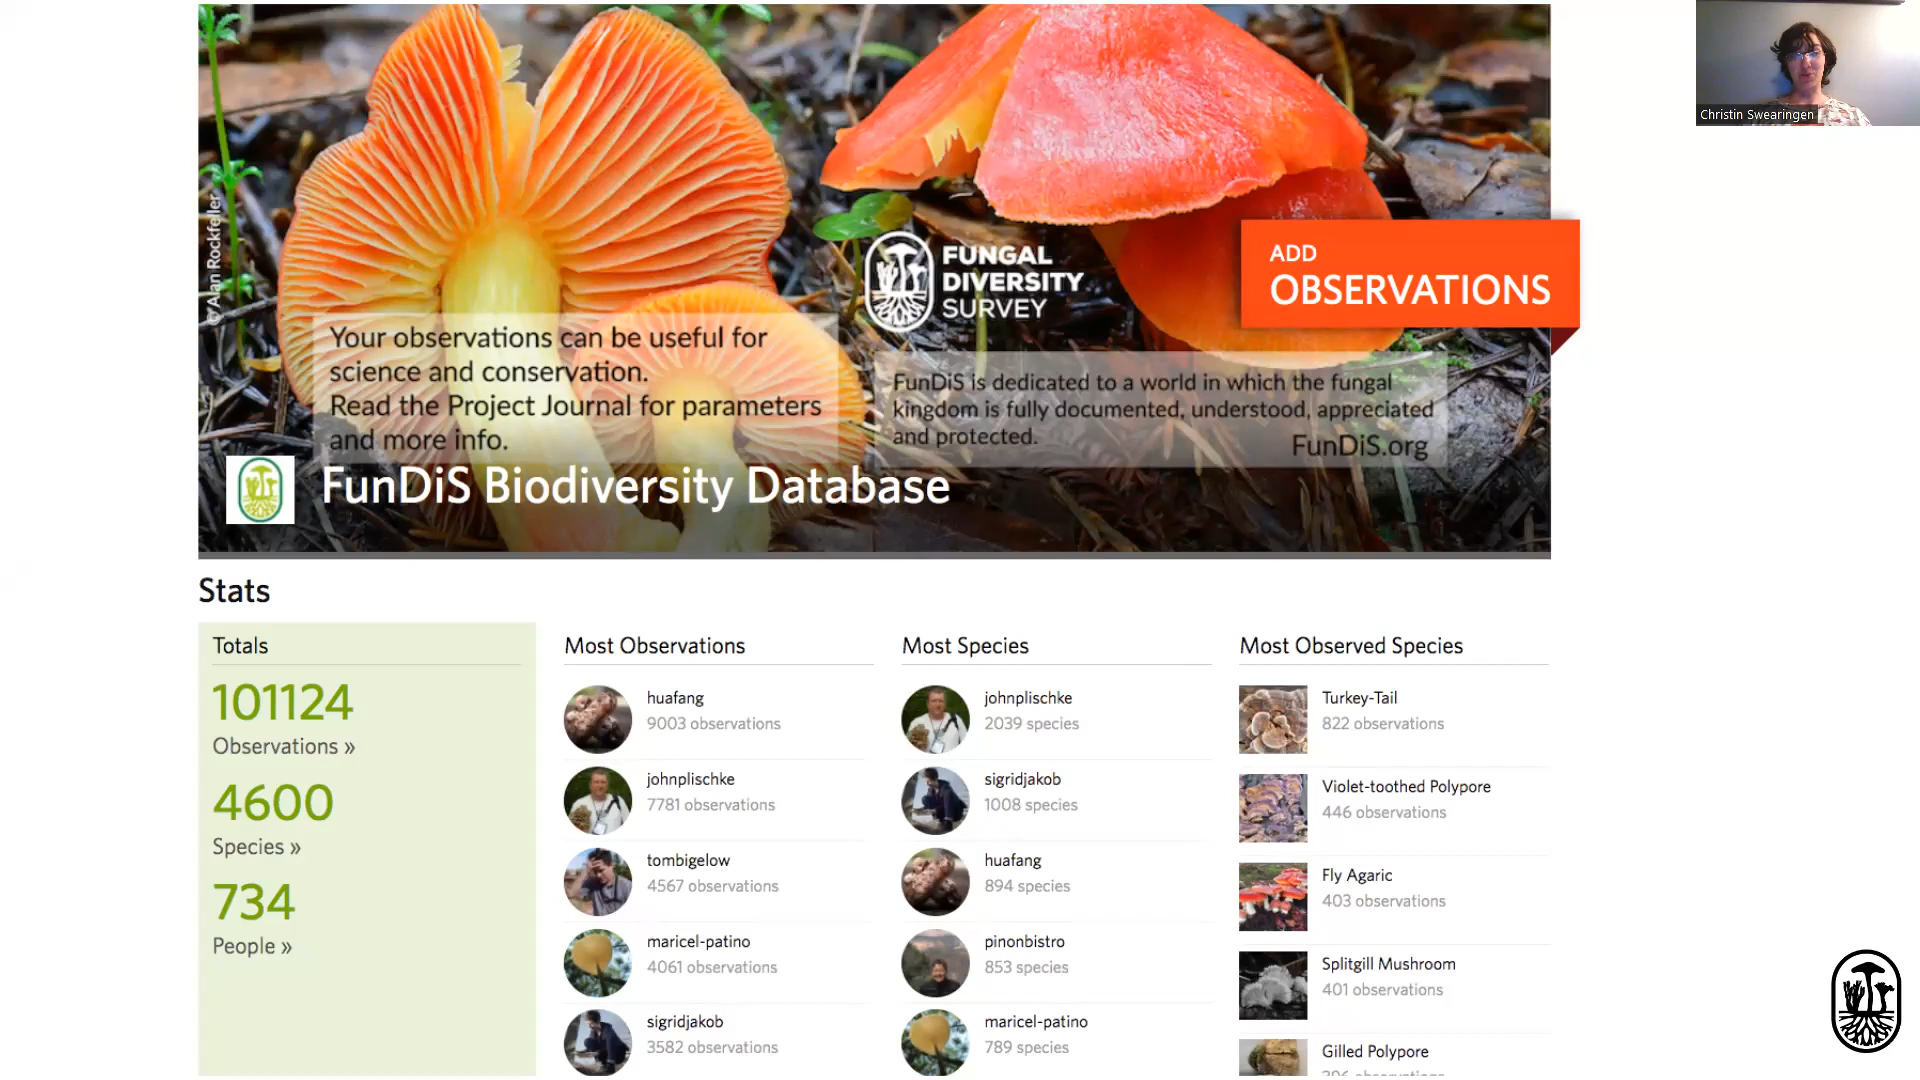 Christin Swearingen
© Alan Rockefeller
FUNGAL
DIVERSITY
SURVEY
ADD
OBSERVATIONS
Your observations can be useful for
science and conservation.
Read the Project Journal for parameters
and more info.
FunDiS is dedicated to a world in which the fungal
kingdom is fully documented, understood, appreciated
and protected.
FunDiS.org
FunDiS Biodiversity Database
Stats
Totals
101124
Observations »
4600
Species »
734
People »
Most Observations
huafang
9003 observations
johnplischke
7781 observations
tombigelow
4567 observations
maricel-patino
4061 observations
sigridjakob
3582 observations
Most Species
johnplischke
2039 species
sigridjakob
1008 species
huafang
894 species
pinonbistro
853 species
maricel-patino
789 species
Most Observed Species
Turkey-Tail
822 observations
Violet-toothed Polypore
446 observations
Fly Agaric
403 observations
Splitgill Mushroom
401 observations
Gilled Polypore
observations